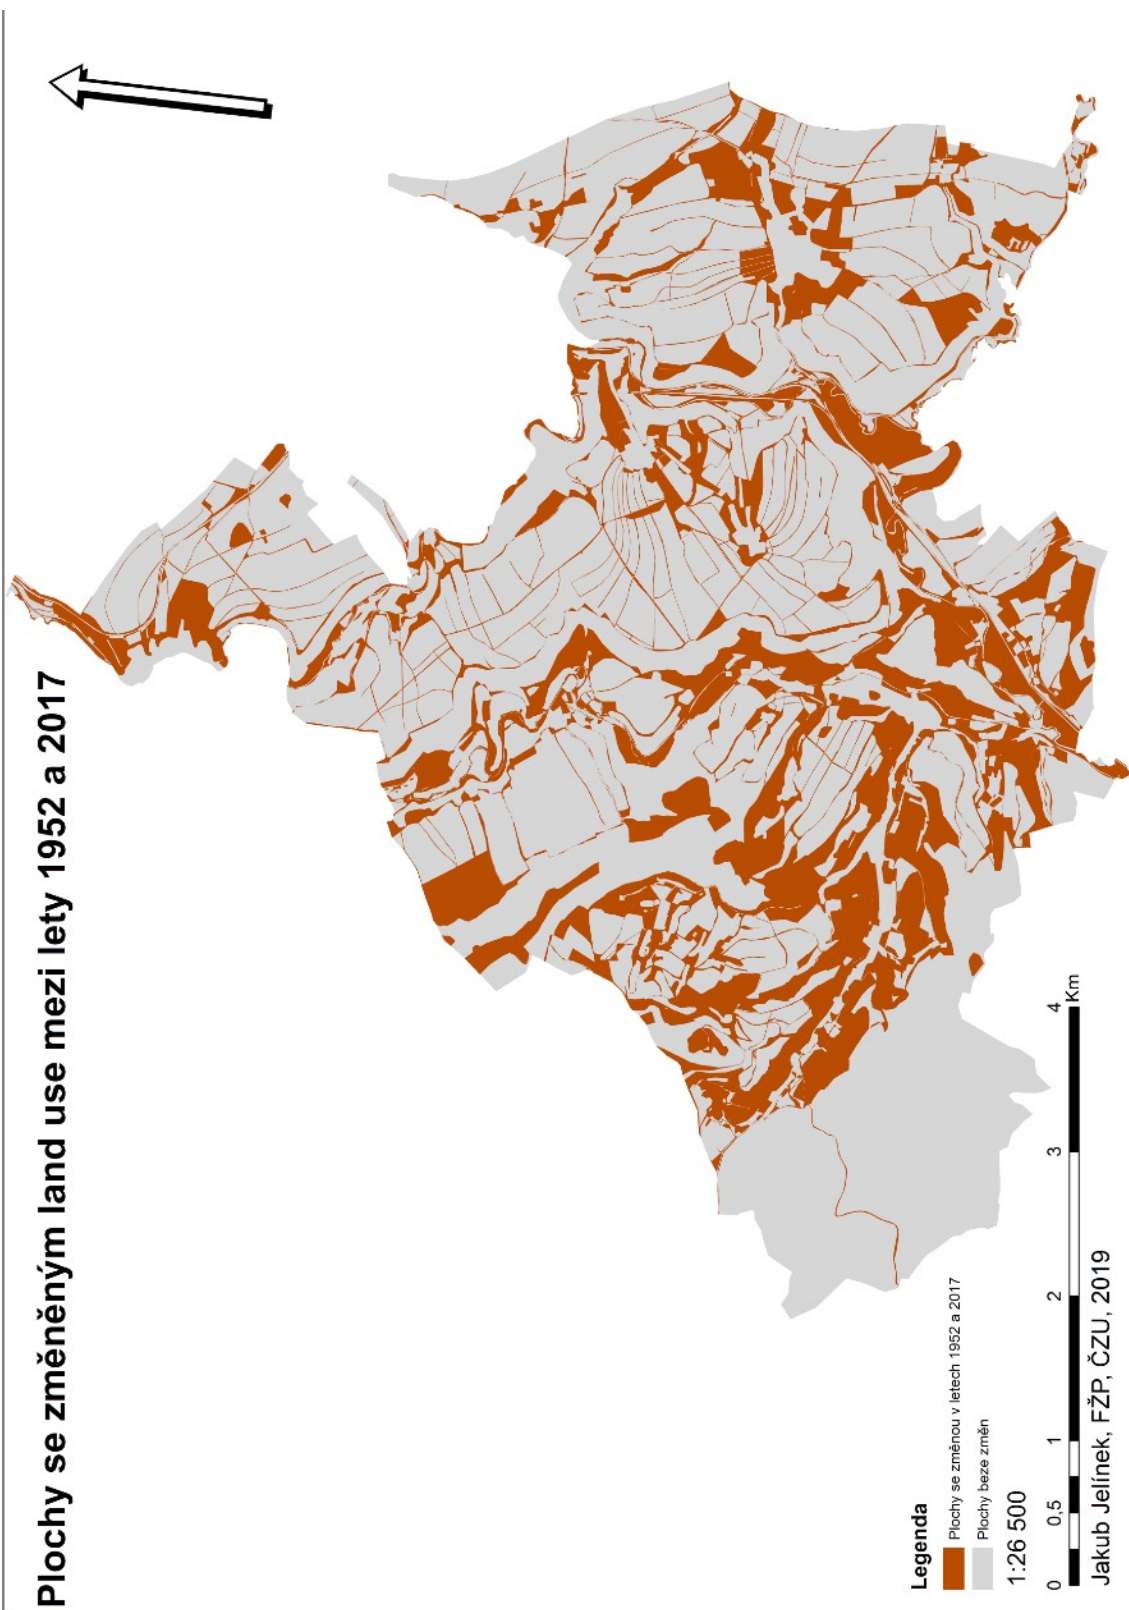 Plochy se změněným land use mezi lety 1952 a 2017
Legenda
Plochy se změnou v letech 1952 a 2017
Plochy beze změn
1:26 500
0 0,5 1 2 3 4
Km
Jakub Jelínek, FŽP, ČZU, 2019